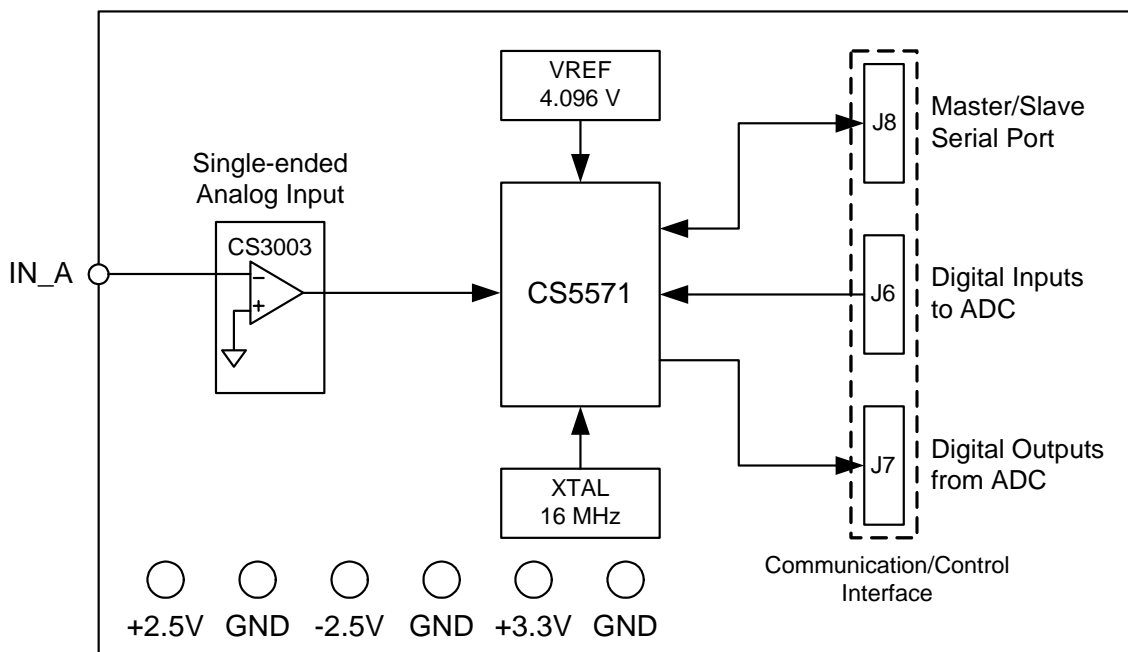 VREF
4.096 V
J8
Master/Slave
Serial Port
Single-ended
Analog Input
CS3003
−
+
IN_A
CS5571
J6
Digital Inputs
to ADC
J7
Digital Outputs
from ADC
XTAL
16 MHz
Communication/Control
Interface
+2.5V GND -2.5V GND +3.3V GND